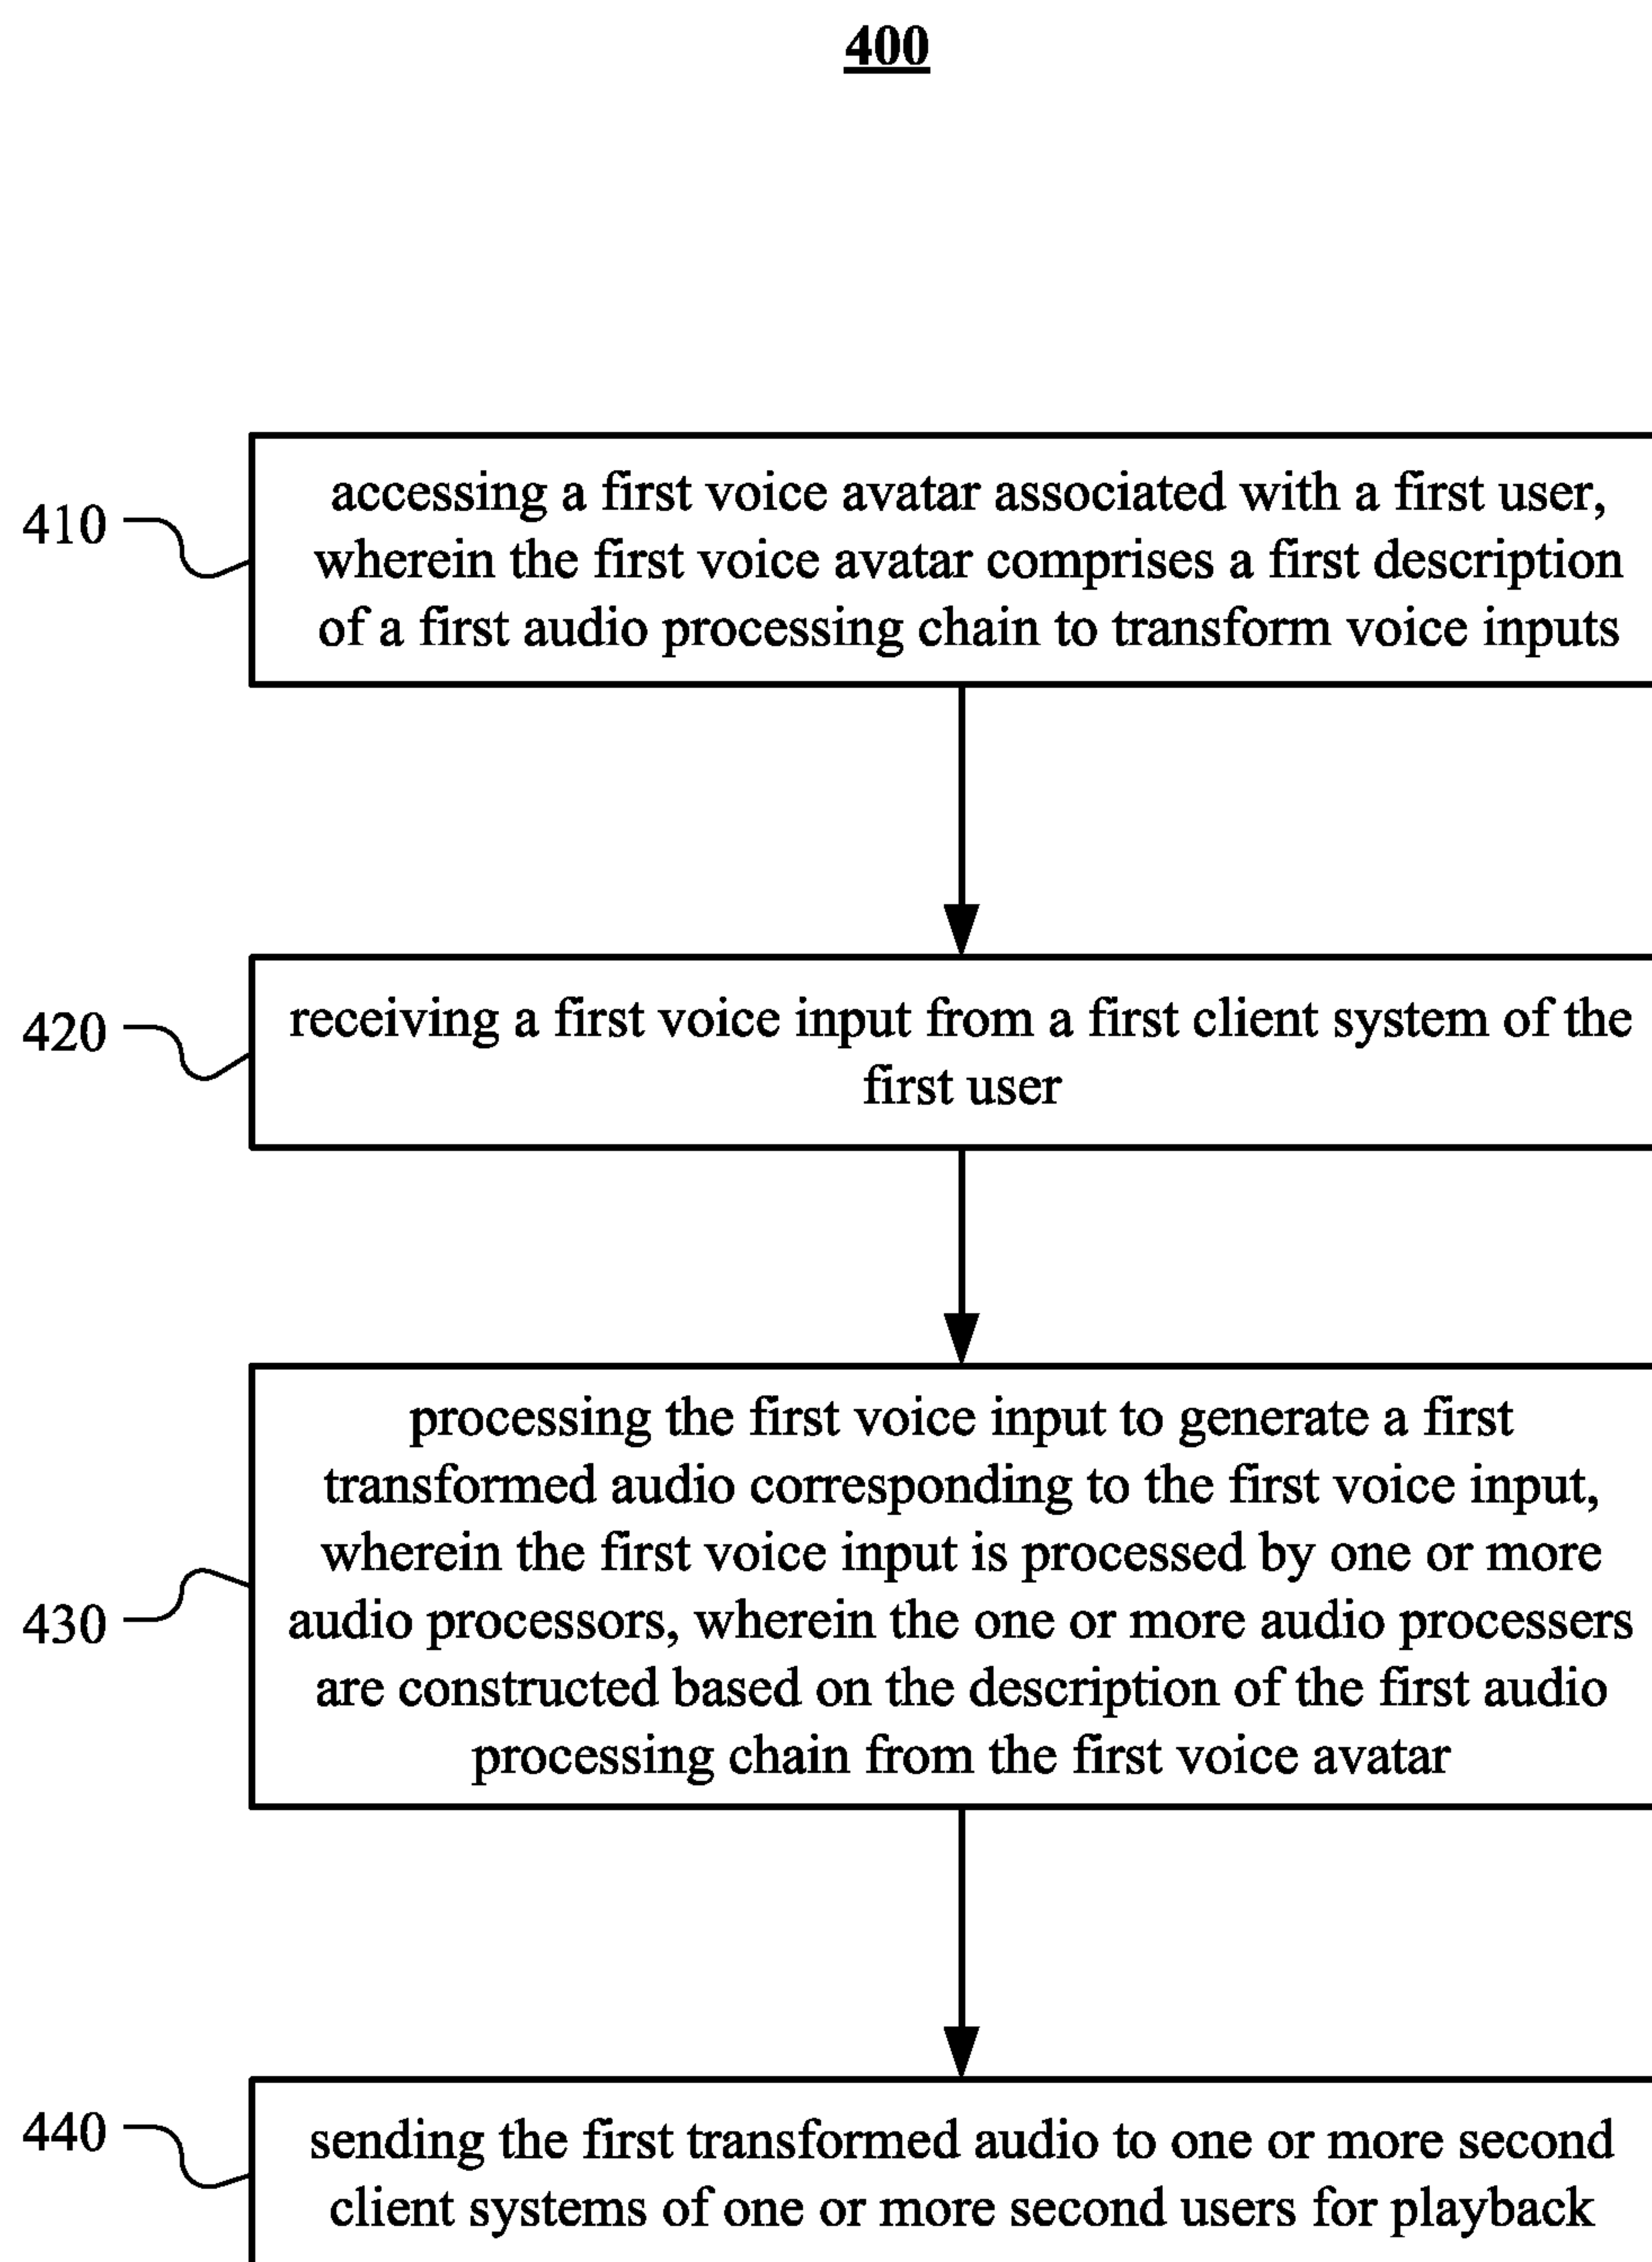 400
410
accessing a first voice avatar associated with a first user,
wherein the first voice avatar comprises a first description
of a first audio processing chain to transform voice inputs
420
receiving a first voice input from a first client system of the
first user
430
processing the first voice input to generate a first
transformed audio corresponding to the first voice input,
wherein the first voice input is processed by one or more
audio processors, wherein the one or more audio processers
are constructed based on the description of the first audio
processing chain from the first voice avatar
440
sending the first transformed audio to one or more second
client systems of one or more second users for playback